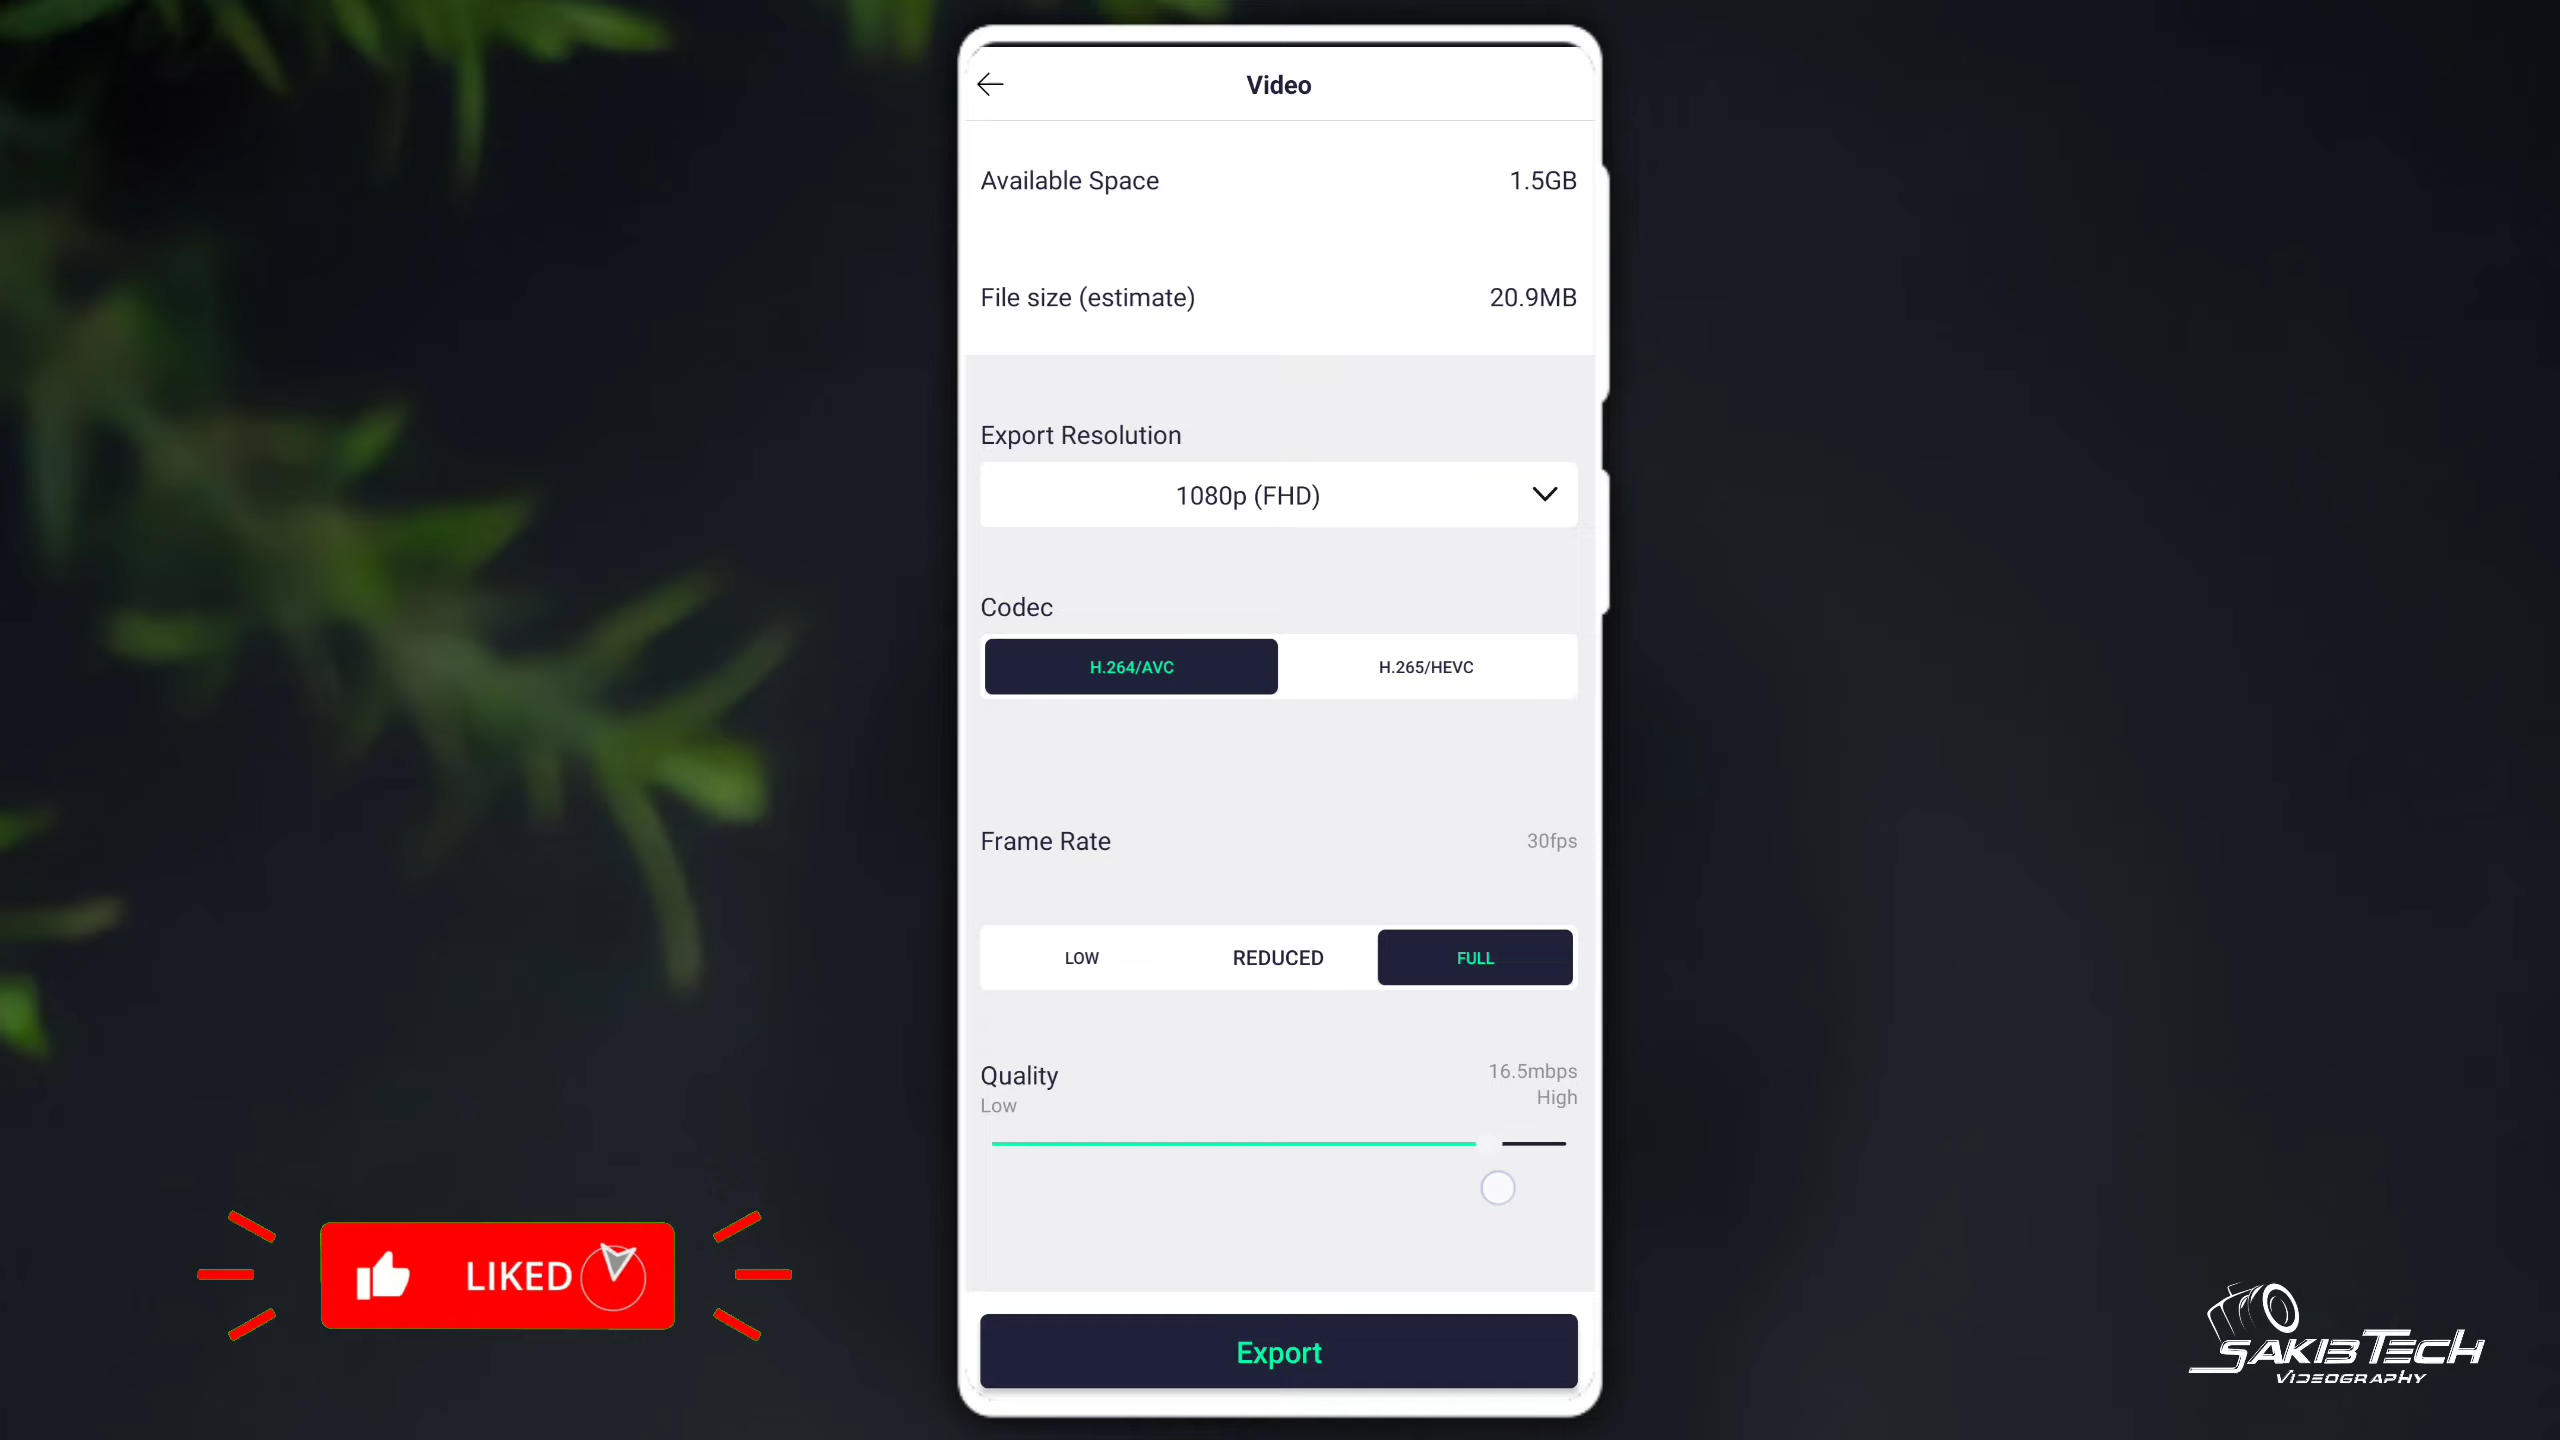 Video
Available Space 1.5GB
File size (estimate) 20.9MB
Export Resolution
1080p (FHD)
Codec
H.264/AVC H.265/HEVC
Frame Rate 30fps
LOW REDUCED FULL
Quality 16.5mbps
Low High
Export
LIKED
SAKIB TECH
VIDEOGRAPHY